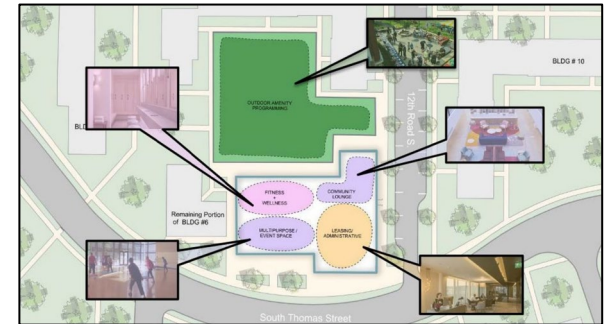 BLDG # 10
OUTDOOR AMENITY
PROGRAMMING
12th Road S
BL
FITNESS
+
WELLNESS
COMMUNITY
LOUNGE
Remaining Portion
of BLDG #6
MULTIPURPOSE /
EVENT SPACE
LEASING/
ADMINISTRATIVE
South Thomas Street